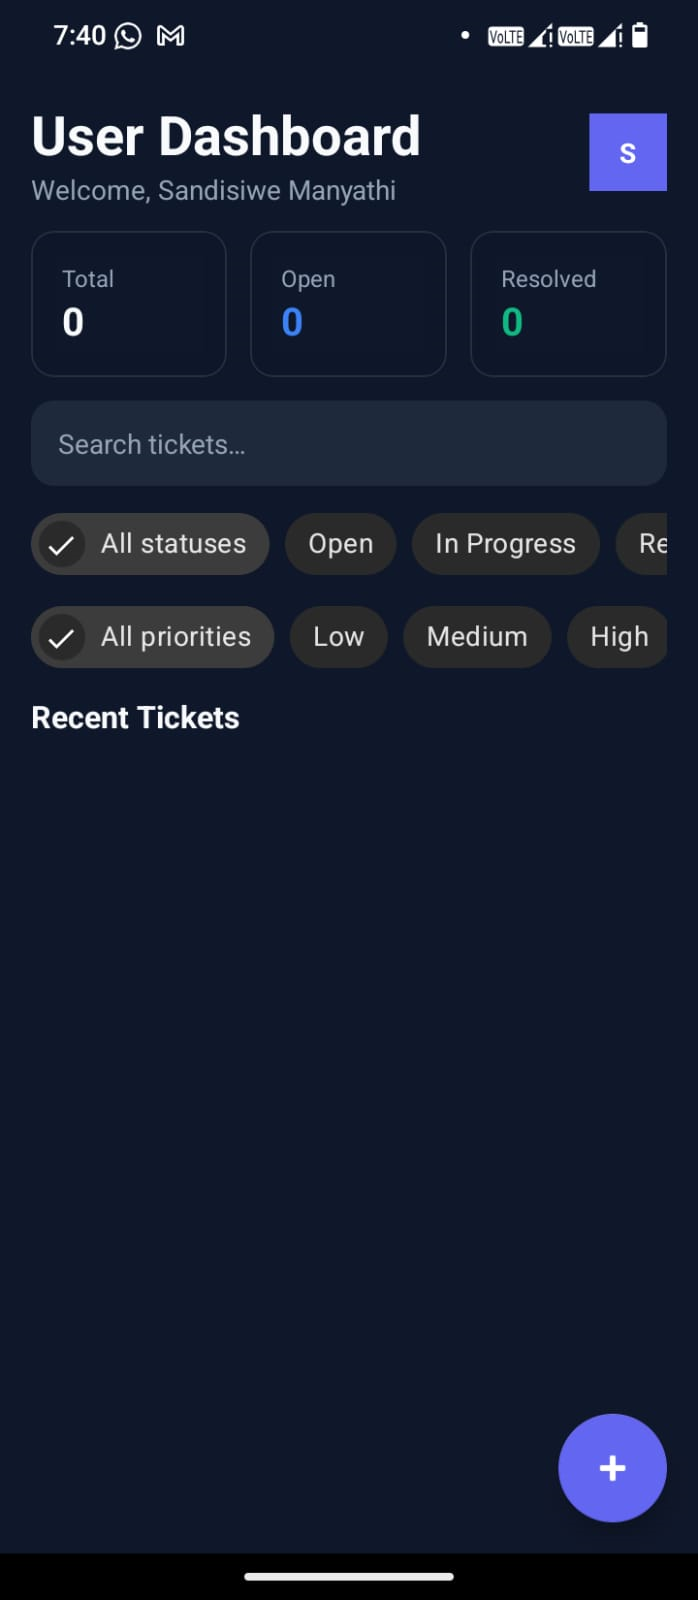 7:40 VoLTE ! VoLTE !
User Dashboard
S
Welcome, Sandisiwe Manyathi
Total Open Resolved
0 0 0
Search tickets...
All statuses Open In Progress Re
All priorities Low Medium High
Recent Tickets
+